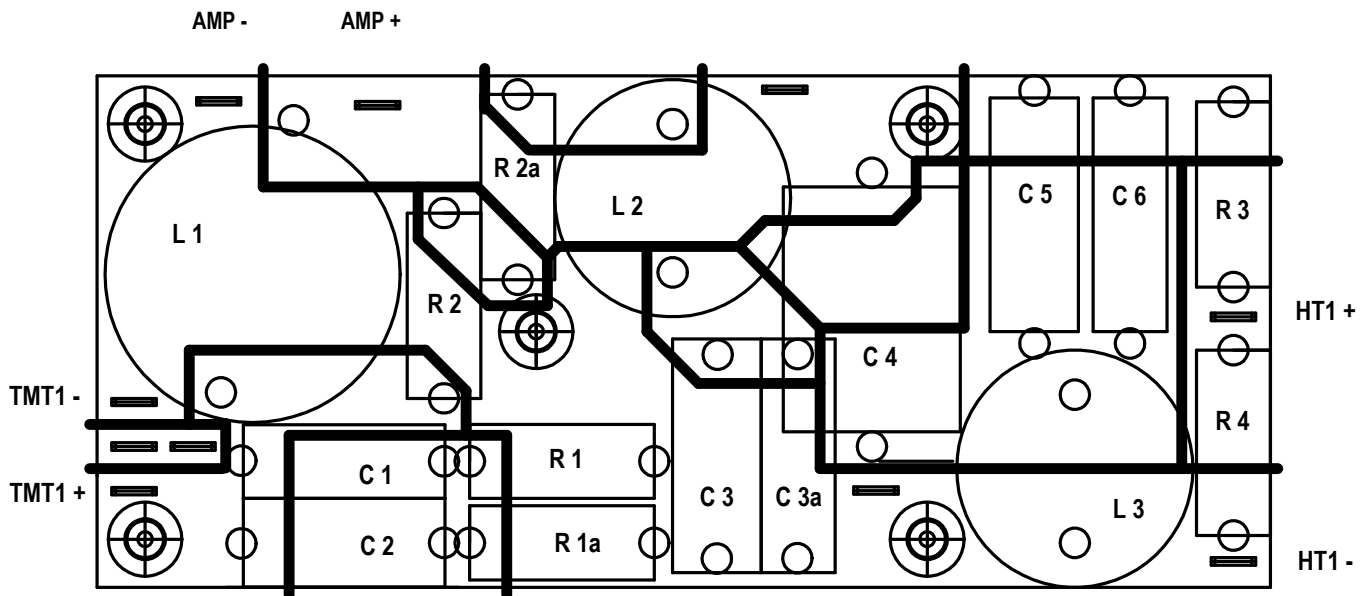 AMP -
AMP +
R 2a
L 2
C 5
C 6
R 3
L 1
R 2
HT1 +
C 4
TMT1 -
R 4
C 1
R 1
TMT1 +
C 3
C 3a
L 3
C 2
R 1a
HT1 -